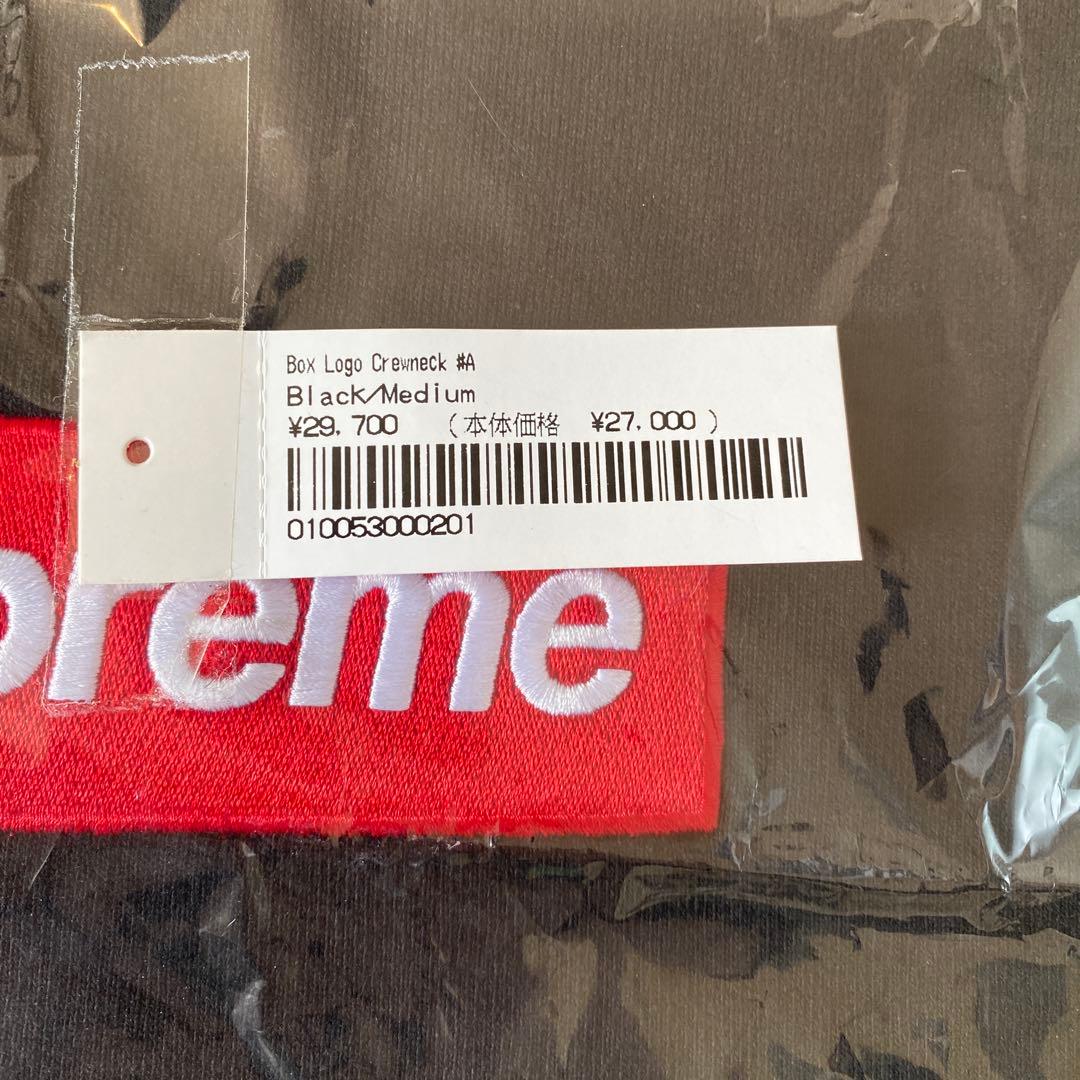 Box Logo Crewneck #A
Black/Medium
¥29,700 (本体価格 ¥27,000 )
010053000201
preme